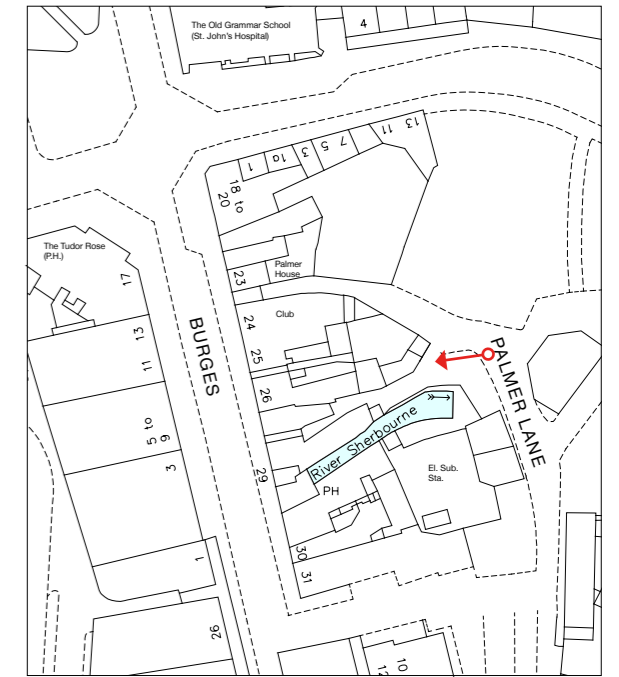 The Old Grammar School
(St. John's Hospital)
4
13
11
7
5
3
1a
1
18 to
20
The Tudor Rose
(P.H.)
17
Palmer
House
23
Club
24
BURGES
13
11
25
26
PALMER LANE
River Sherbourne
9
5 to
3
29
PH
El. Sub.
Sta.
30
31
1
26
10
12